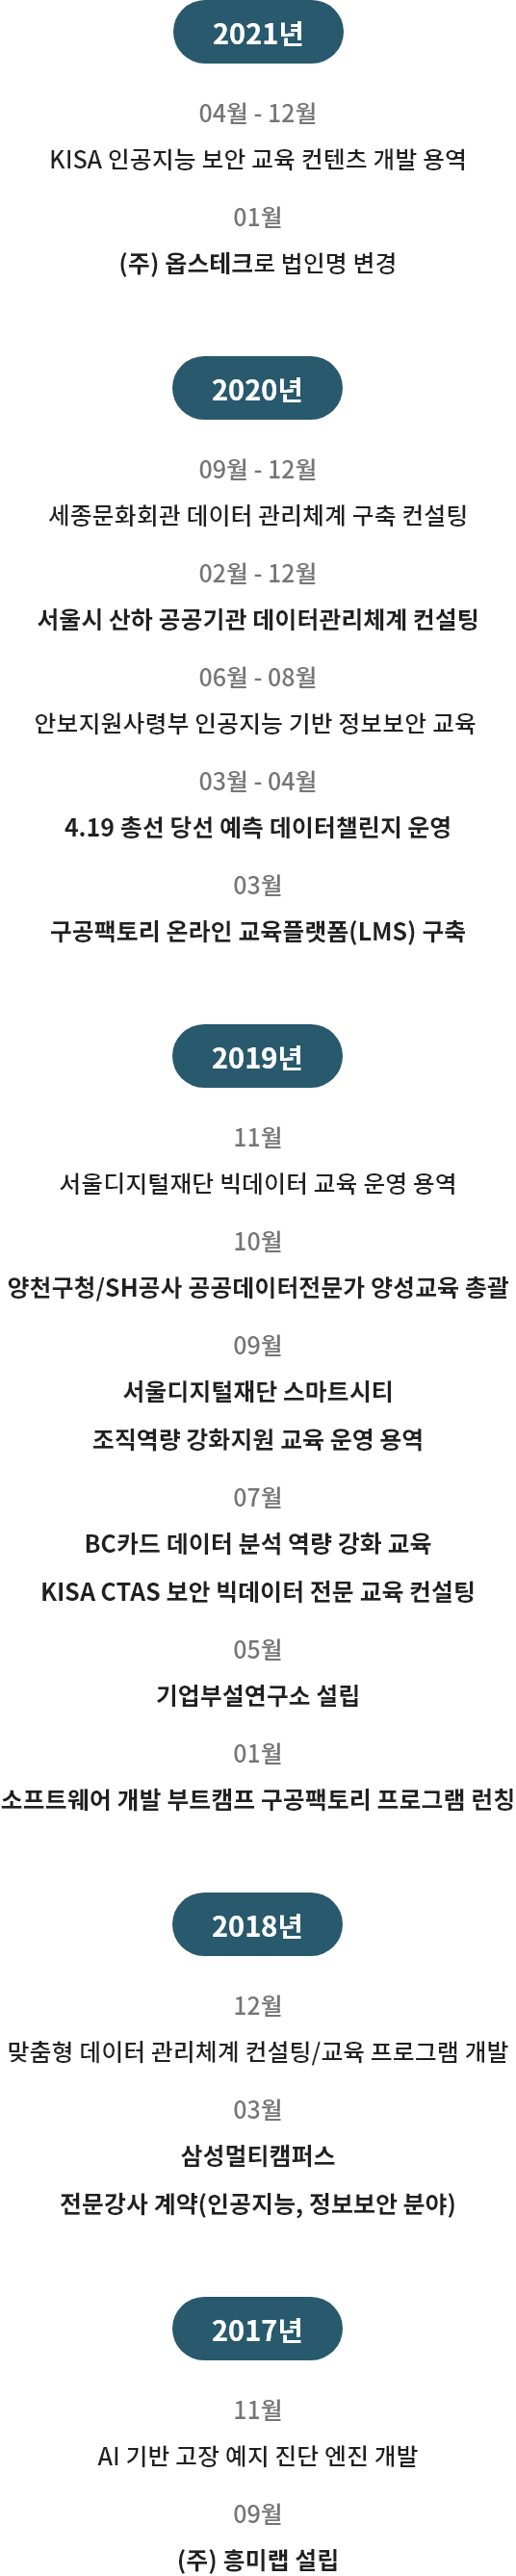 2021년
04월 - 12월
KISA 인공지능 보안 교육 컨텐츠 개발 용역
01월
(주) 옵스테크로 법인명 변경
2020년
09월 - 12월
세종문화회관 데이터 관리체계 구축 컨설팅
02월 - 12월
서울시 산하 공공기관 데이터관리체계 컨설팅
06월 - 08월
안보지원사령부 인공지능 기반 정보보안 교육
03월 - 04월
4.19 총선 당선 예측 데이터챌린지 운영
03월
구공팩토리 온라인 교육플랫폼(LMS) 구축
2019년
11월
서울디지털재단 빅데이터 교육 운영 용역
10월
양천구청/SH공사 공공데이터전문가 양성교육 총괄
09월
서울디지털재단 스마트시티
조직역량 강화지원 교육 운영 용역
07월
BC카드 데이터 분석 역량 강화 교육
KISA CTAS 보안 빅데이터 전문 교육 컨설팅
05월
기업부설연구소 설립
01월
소프트웨어 개발 부트캠프 구공팩토리 프로그램 런칭
2018년
12월
맞춤형 데이터 관리체계 컨설팅/교육 프로그램 개발
03월
삼성멀티캠퍼스
전문강사 계약(인공지능, 정보보안 분야)
2017년
11월
AI 기반 고장 예지 진단 엔진 개발
09월
(주) 흥미랩 설립